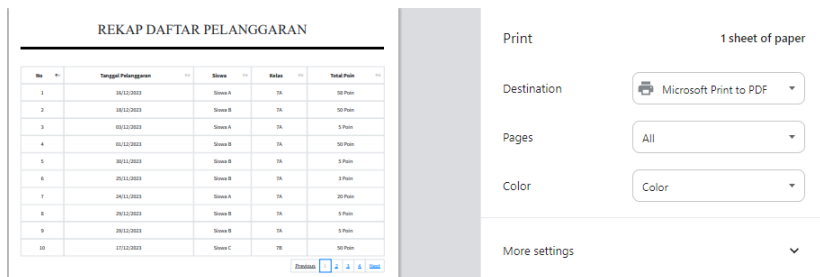 REKAP DAFTAR PELANGGARAN
No Tanggal Pelanggaran Siswa Kelas Total Poin
1 16/12/2023 Siswa A 7A 50 Poin
2 18/12/2023 Siswa B 7A 50 Poin
3 03/12/2023 Siswa A 7A 5 Poin
4 01/12/2023 Siswa B 7A 50 Poin
5 30/11/2023 Siswa B 7A 5 Poin
6 25/11/2023 Siswa B 7A 3 Poin
7 24/11/2023 Siswa A 7A 20 Poin
8 20/12/2023 Siswa B 7A 5 Poin
9 20/12/2023 Siswa B 7A 5 Poin
10 17/12/2023 Siswa C 7B 50 Poin
Previous 1 2 3 4 Next
Print 1 sheet of paper
Destination Microsoft Print to PDF
Pages All
Color Color
More settings